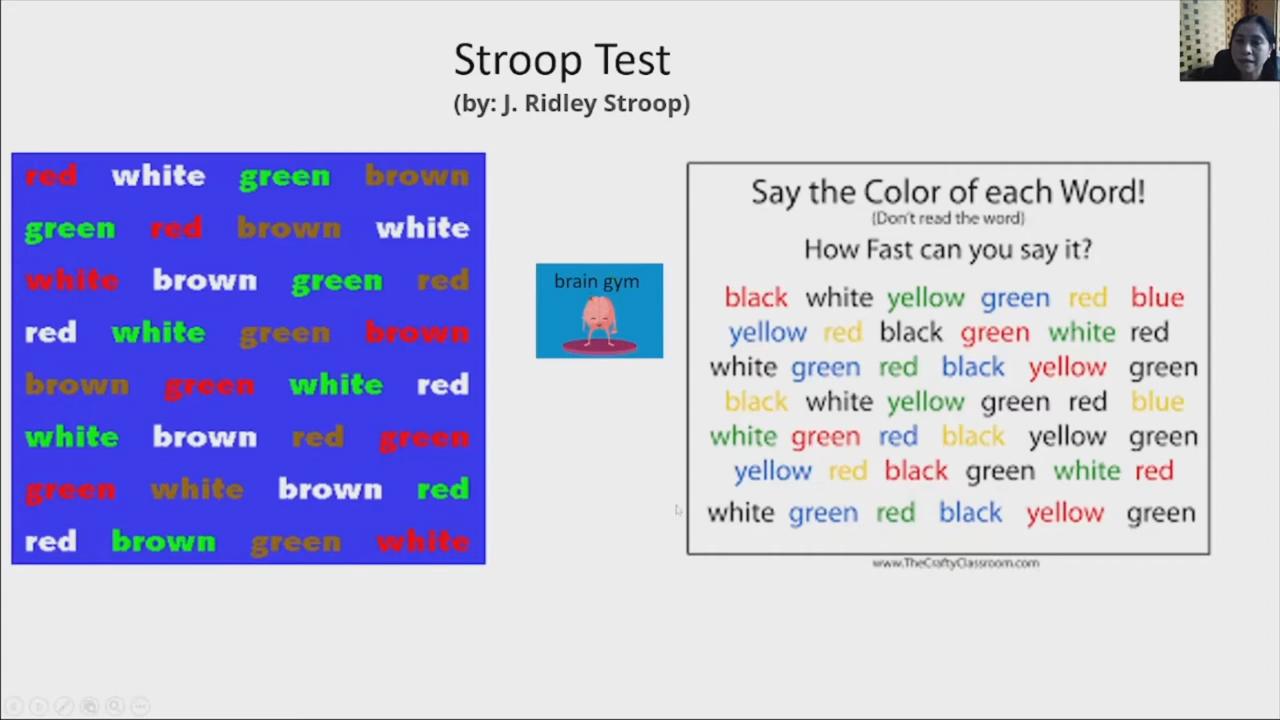 Stroop Test
(by: J. Ridley Stroop)
red white green brown
green red brown white
white brown green red
red white green brown
brown green white red
white brown red green
green white brown red
red brown green white
brain gym
Say the Color of each Word!
(Don't read the word)
How Fast can you say it?
black white yellow green red blue
yellow red black green white red
white green red black yellow green
black white yellow green red blue
white green red black yellow green
yellow red black green white red
white green red black yellow green
www.TheCraftyClassroom.com